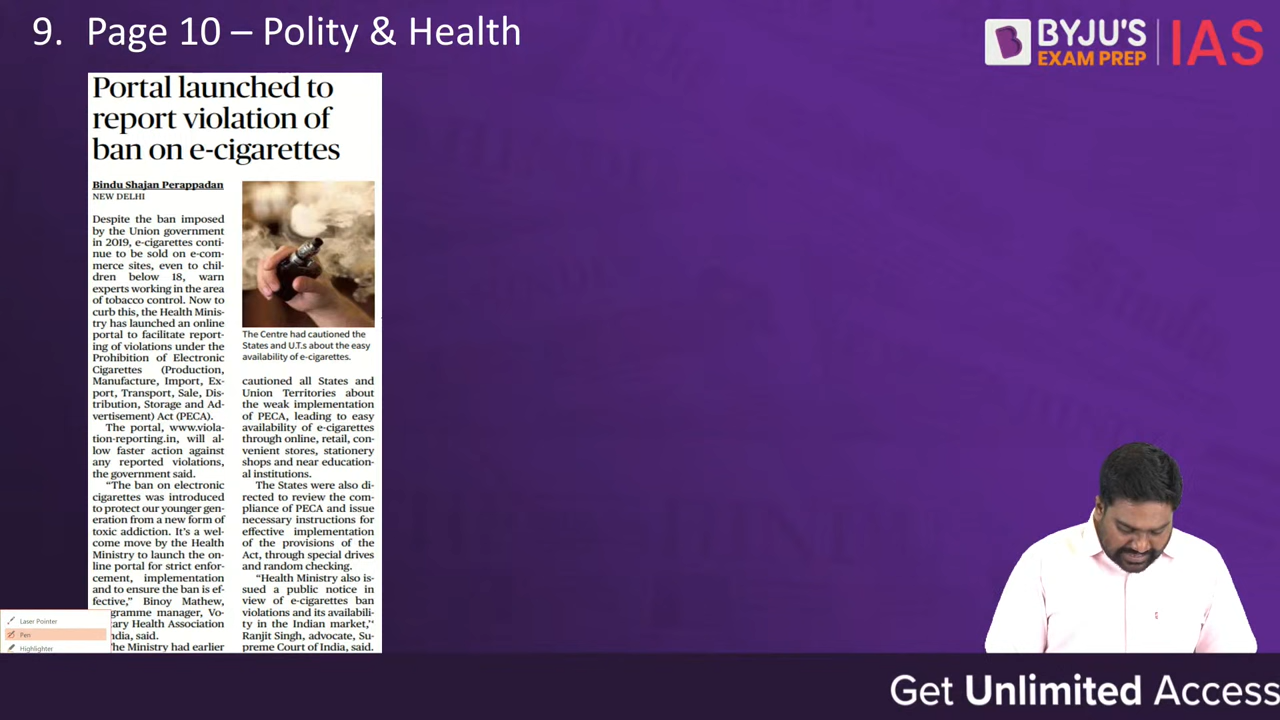 9. Page 10 – Polity & Health
BYJU'S
EXAM PREP
IAS
Portal launched to
report violation of
ban on e-cigarettes
Bindu Shajan Perappadan
NEW DELHI
Despite the ban imposed
by the Union government
in 2019, e-cigarettes conti-
nue to be sold on e-com-
merce sites, even to chil-
dren below 18, warn
experts working in the area
of tobacco control. Now to
curb this, the Health Minis-
try has launched an online
portal to facilitate report-
ing of violations under the
Prohibition of Electronic
Cigarettes (Production,
Manufacture, Import, Ex-
port, Transport, Sale, Dis-
tribution, Storage and Ad-
vertisement) Act (PECA).
The portal, www.viola-
tion-reporting.in, will al-
low faster action against
any reported violations,
the government said.
“The ban on electronic
cigarettes was introduced
to protect our younger gen-
eration from a new form of
toxic addiction. It’s a wel-
come move by the Health
Ministry to launch the on-
line portal for strict enfor-
cement, implementation
and to ensure the ban is ef-
fective,” Binoy Mathew,
gramme manager, Vo-
tary Health Association
ndia, said.
he Ministry had earlier
The Centre had cautioned the
States and U.T.s about the easy
availability of e-cigarettes.
cautioned all States and
Union Territories about
the weak implementation
of PECA, leading to easy
availability of e-cigarettes
through online, retail, con-
venient stores, stationery
shops and near education-
al institutions.
The States were also di-
rected to review the com-
pliance of PECA and issue
necessary instructions for
effective implementation
of the provisions of the
Act, through special drives
and random checking.
“Health Ministry also is-
sued a public notice in
view of e-cigarettes ban
violations and its availabili-
ty in the Indian market,”
Ranjit Singh, advocate, Su-
preme Court of India, said.
Laser Pointer
Pen
Highlighter
Get Unlimited Access